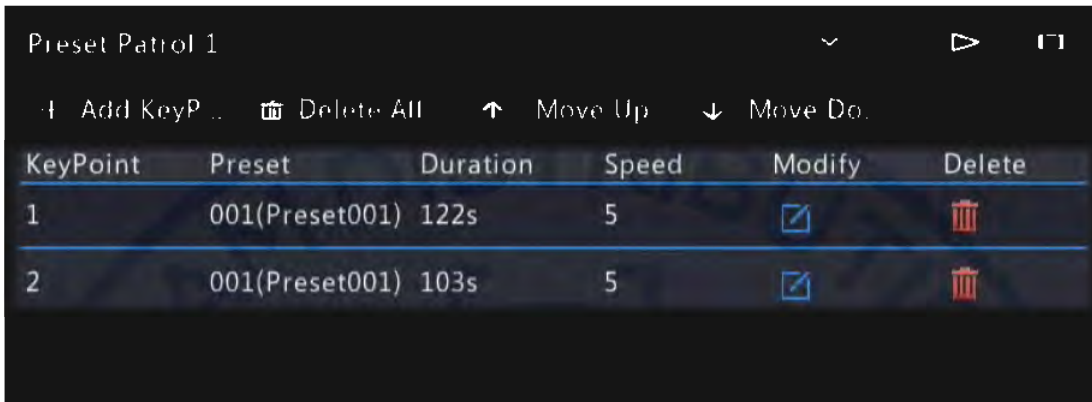 Preset Patrol 1
Add KeyP... Delete All Move Up Move Do.
KeyPoint Preset Duration Speed Modify Delete
1 001(Preset001) 122s 5
2 001(Preset001) 103s 5